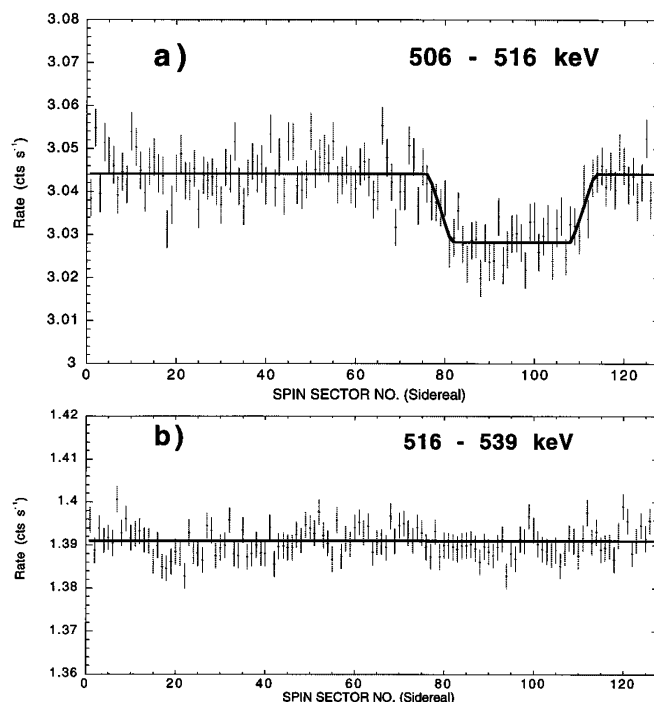 3.08
a) 506 - 516 keV
3.07
3.06
3.05
3.04
3.03
3.02
3.01
3
Rate (cts s⁻¹)
0 20 40 60 80 100 120
SPIN SECTOR NO. (Sidereal)
1.42
b) 516 - 539 keV
1.41
1.4
1.39
1.38
1.37
1.36
Rate (cts s⁻¹)
0 20 40 60 80 100 120
SPIN SECTOR NO. (Sidereal)